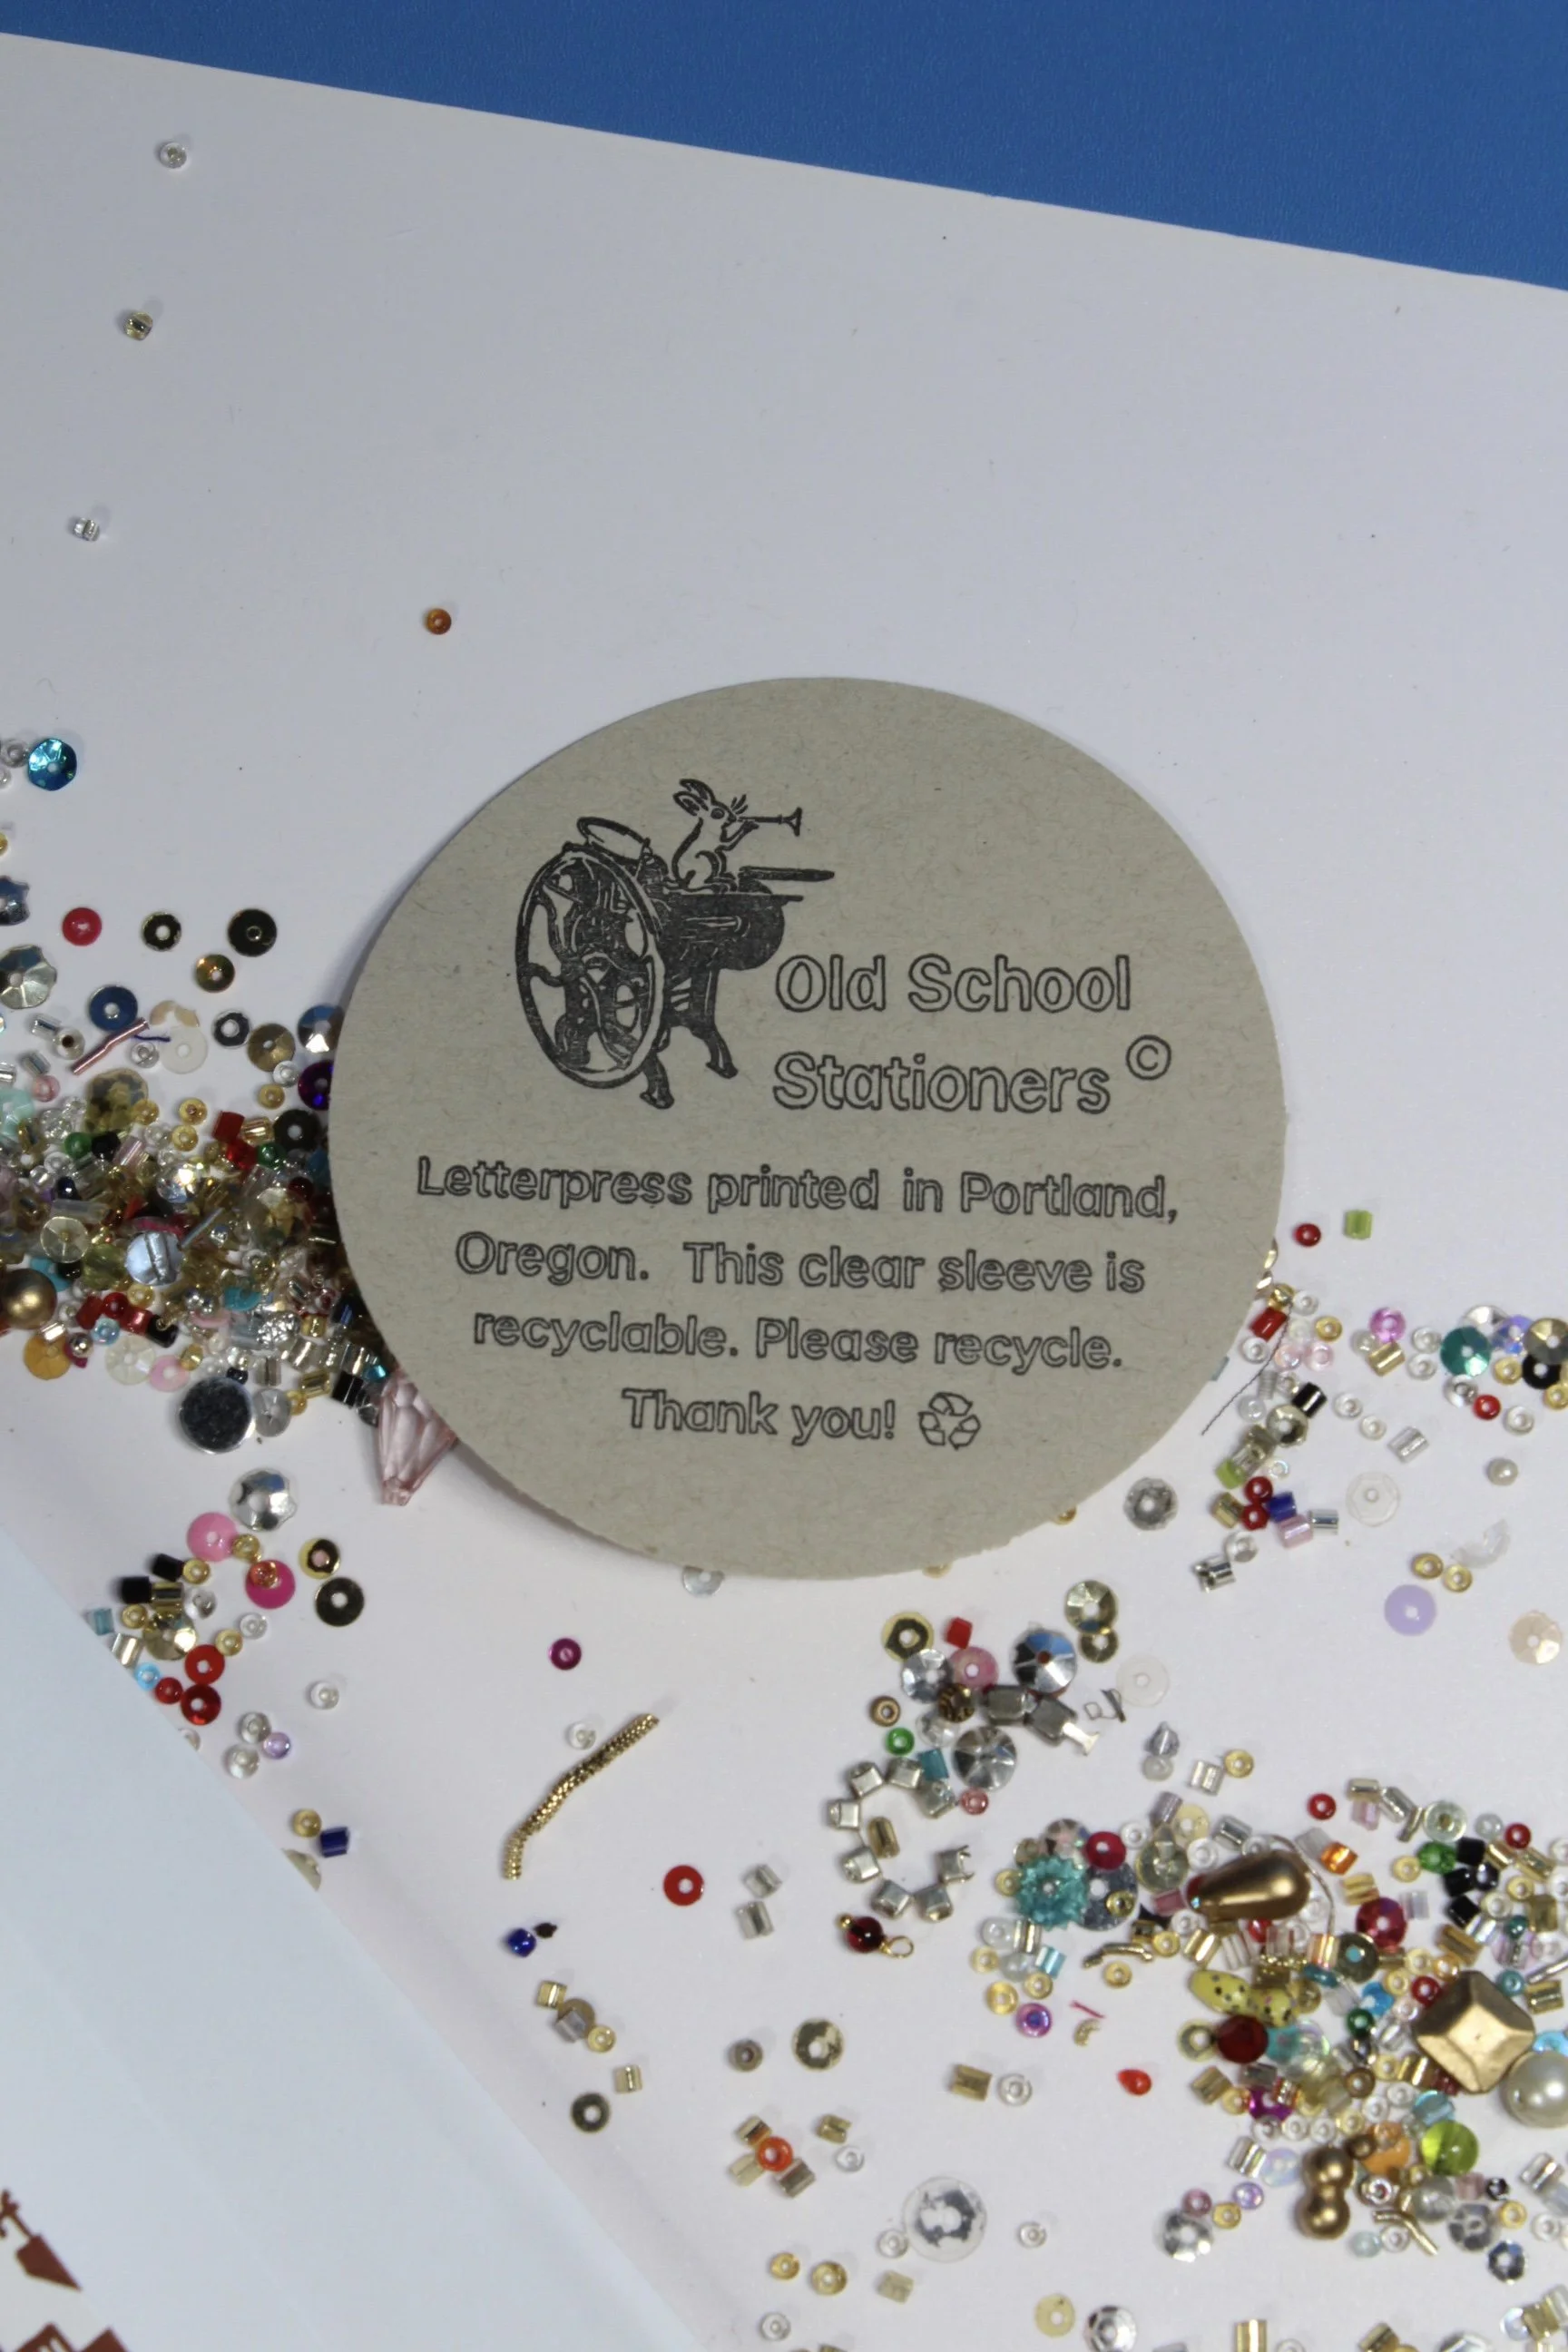 Old School
Stationers ©
Letterpress printed in Portland,
Oregon. This clear sleeve is
recyclable. Please recycle.
Thank you!